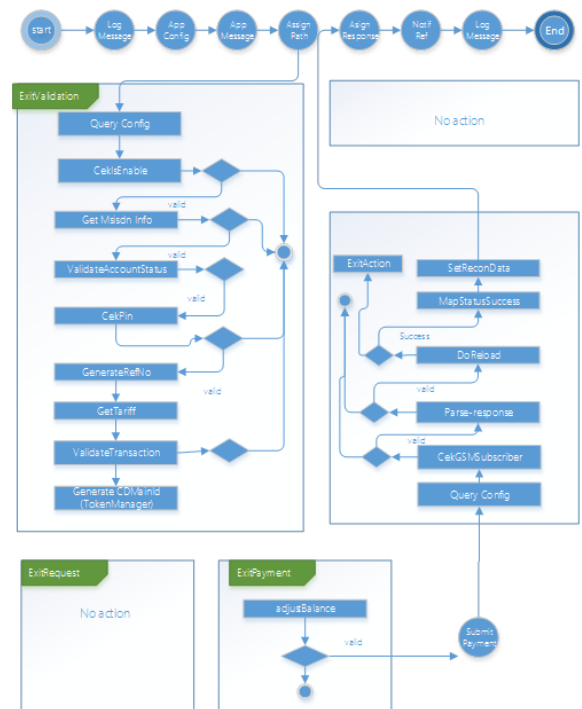 start
Log
Message
App
Config
App
Message
Assign
Path
Asign
Response
Notif
Ref
Log
Message
End
ExitValidation
Query Config
CekIsEnable
valid
Get Msisdn Info
valid
ValidateAccountStatus
valid
CekPin
GenerateRefNo
valid
GetTariff
ValidateTransaction
Generate CDMainId
(TokenManager)
No action
ExitAction
SetReconData
MapStatusSuccess
Success
DoReload
valid
Parse-response
valid
CekGSMSubscriber
Query Config
ExitRequest
No action
ExitPayment
adjustBalance
valid
Submit
Payment